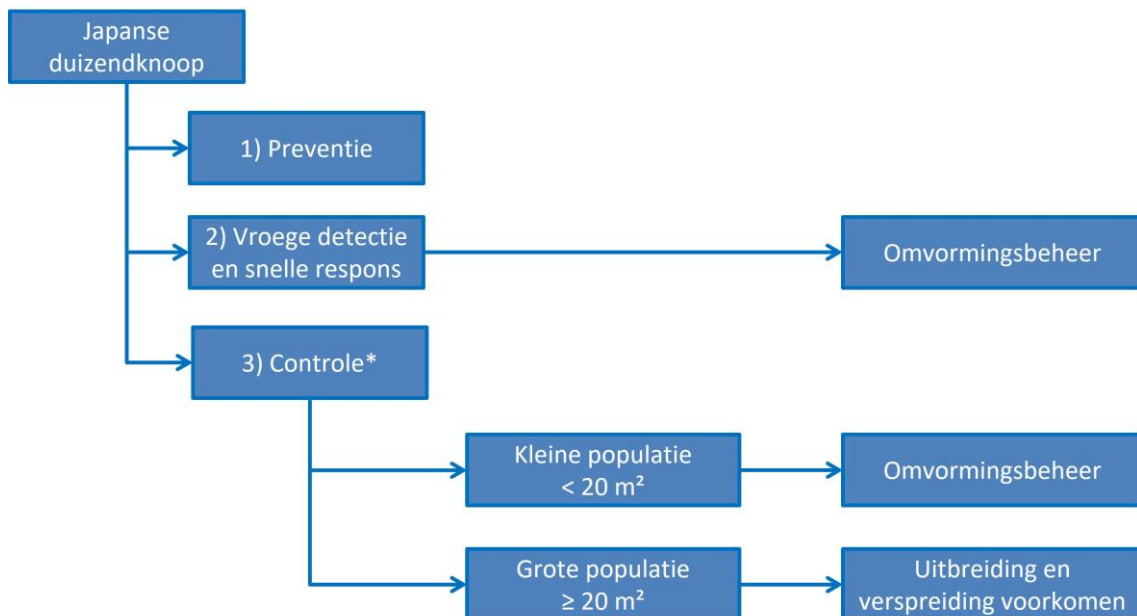 Japanse
duizendknoop
1) Preventie
2) Vroege detectie
en snelle respons
Omvormingsbeheer
3) Controle*
Kleine populatie
< 20 m²
Omvormingsbeheer
Grote populatie
≥ 20 m²
Uitbreiding en
verspreiding voorkomen